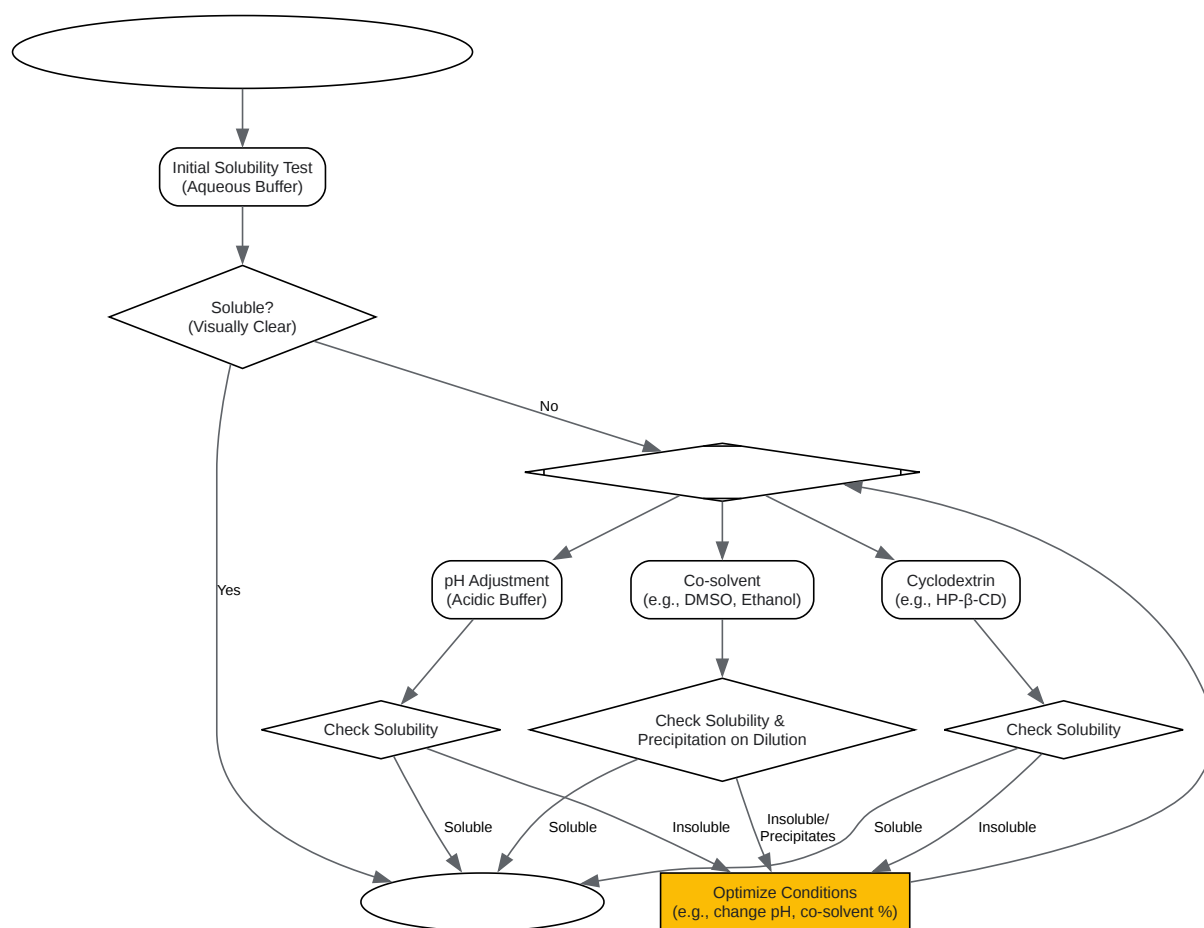 Initial Solubility Test
(Aqueous Buffer)
Soluble?
(Visually Clear)
No
Yes
pH Adjustment
(Acidic Buffer)
Co-solvent
(e.g., DMSO, Ethanol)
Cyclodextrin
(e.g., HP-β-CD)
Check Solubility
Check Solubility &
Precipitation on Dilution
Check Solubility
Soluble
Soluble
Insoluble
Insoluble/
Precipitates
Soluble
Insoluble
Optimize Conditions
(e.g., change pH, co-solvent %)